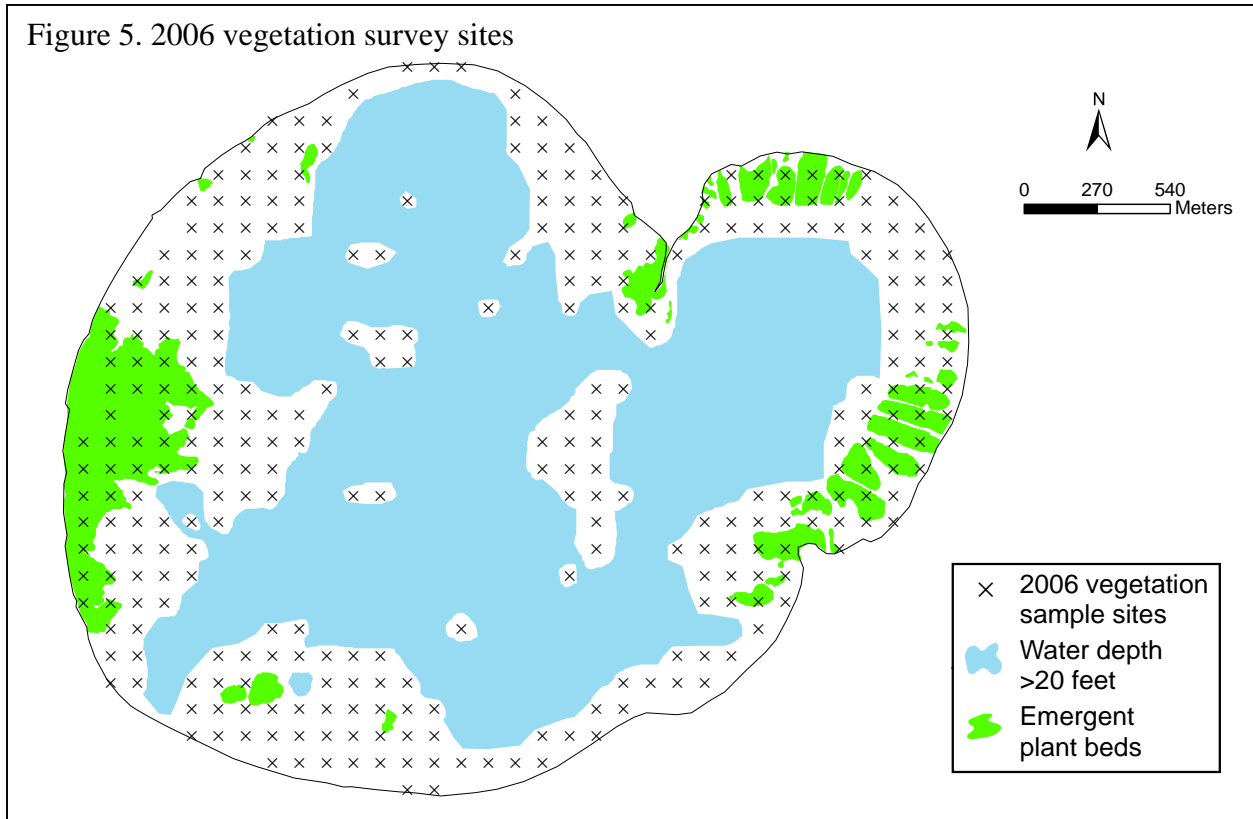 Figure 5. 2006 vegetation survey sites
N
0 270 540
Meters
2006 vegetation
sample sites
Water depth
>20 feet
Emergent
plant beds